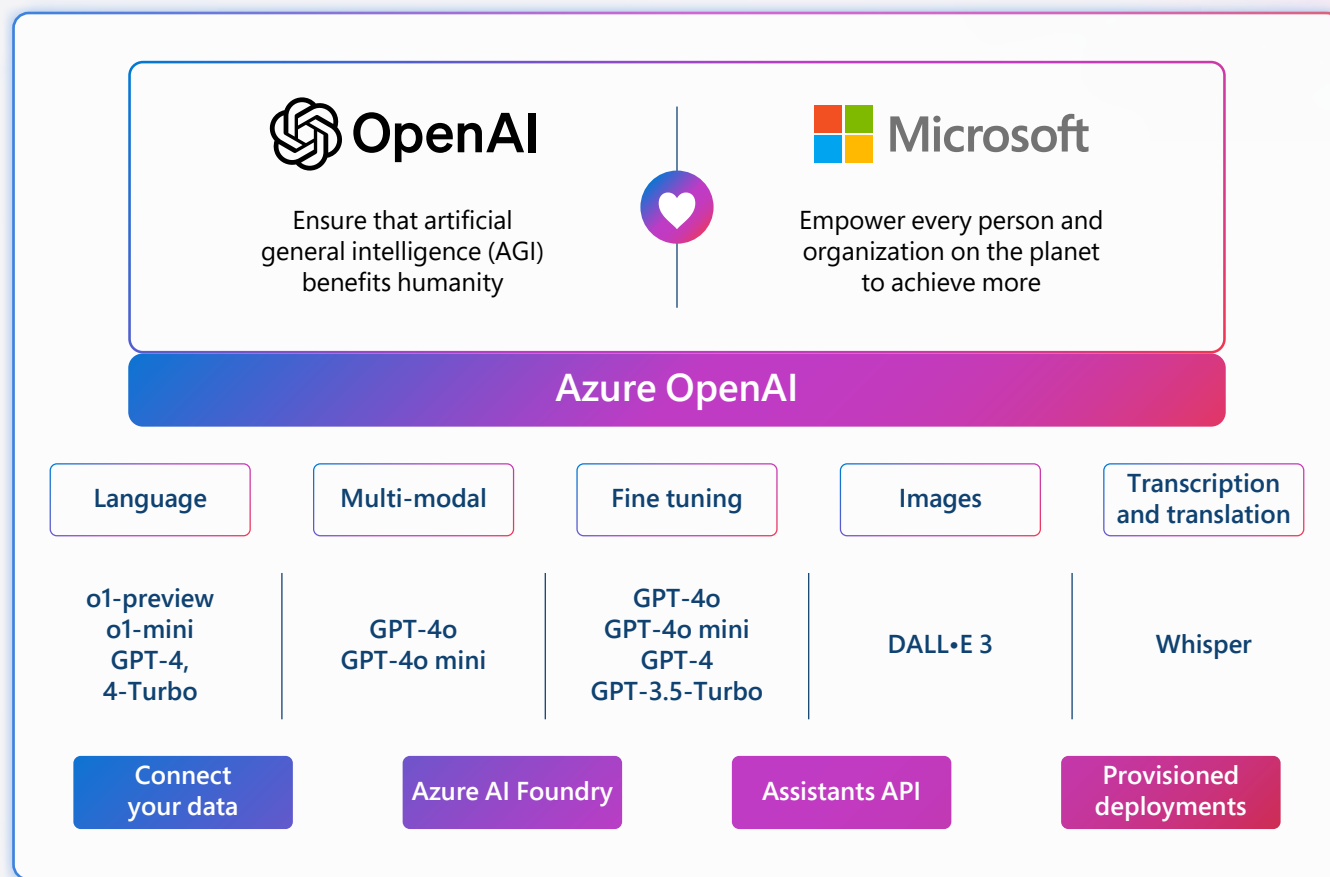 OpenAI
Microsoft
Ensure that artificial
general intelligence (AGI)
benefits humanity
Empower every person and
organization on the planet
to achieve more
Azure OpenAI
Language
Multi-modal
Fine tuning
Images
Transcription
and translation
o1-preview
o1-mini
GPT-4,
4-Turbo
GPT-4o
GPT-4o mini
GPT-4o
GPT-4o mini
GPT-4
GPT-3.5-Turbo
DALL•E 3
Whisper
Connect
your data
Azure AI Foundry
Assistants API
Provisioned
deployments